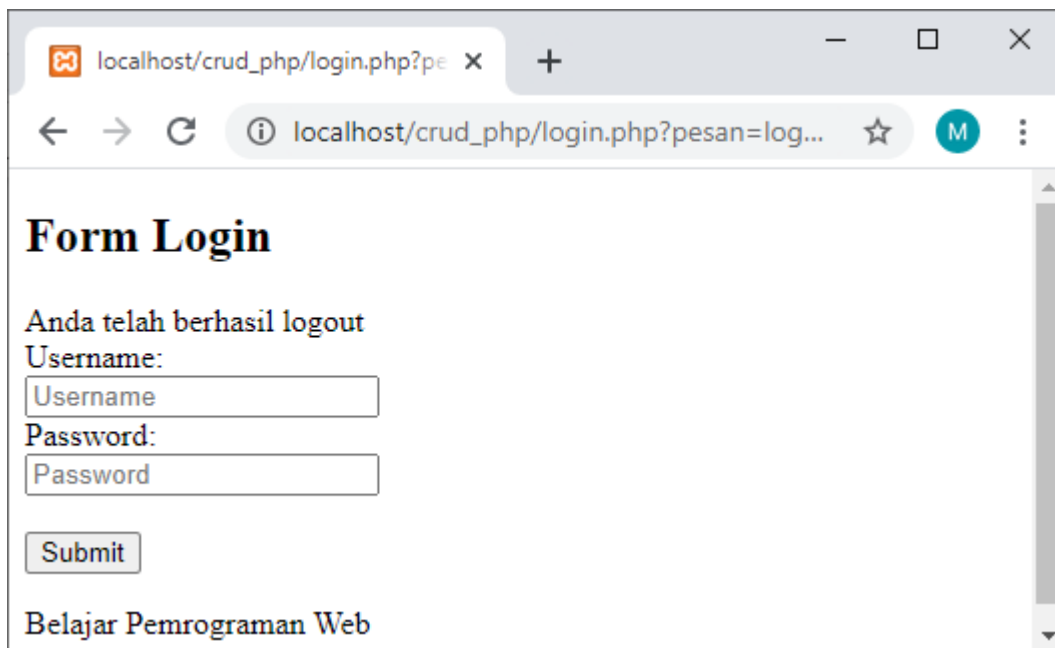 localhost/crud_php/login.php?pe
localhost/crud_php/login.php?pesan=log...
M
Form Login
Anda telah berhasil logout
Username:
Username
Password:
Password
Submit
Belajar Pemrograman Web